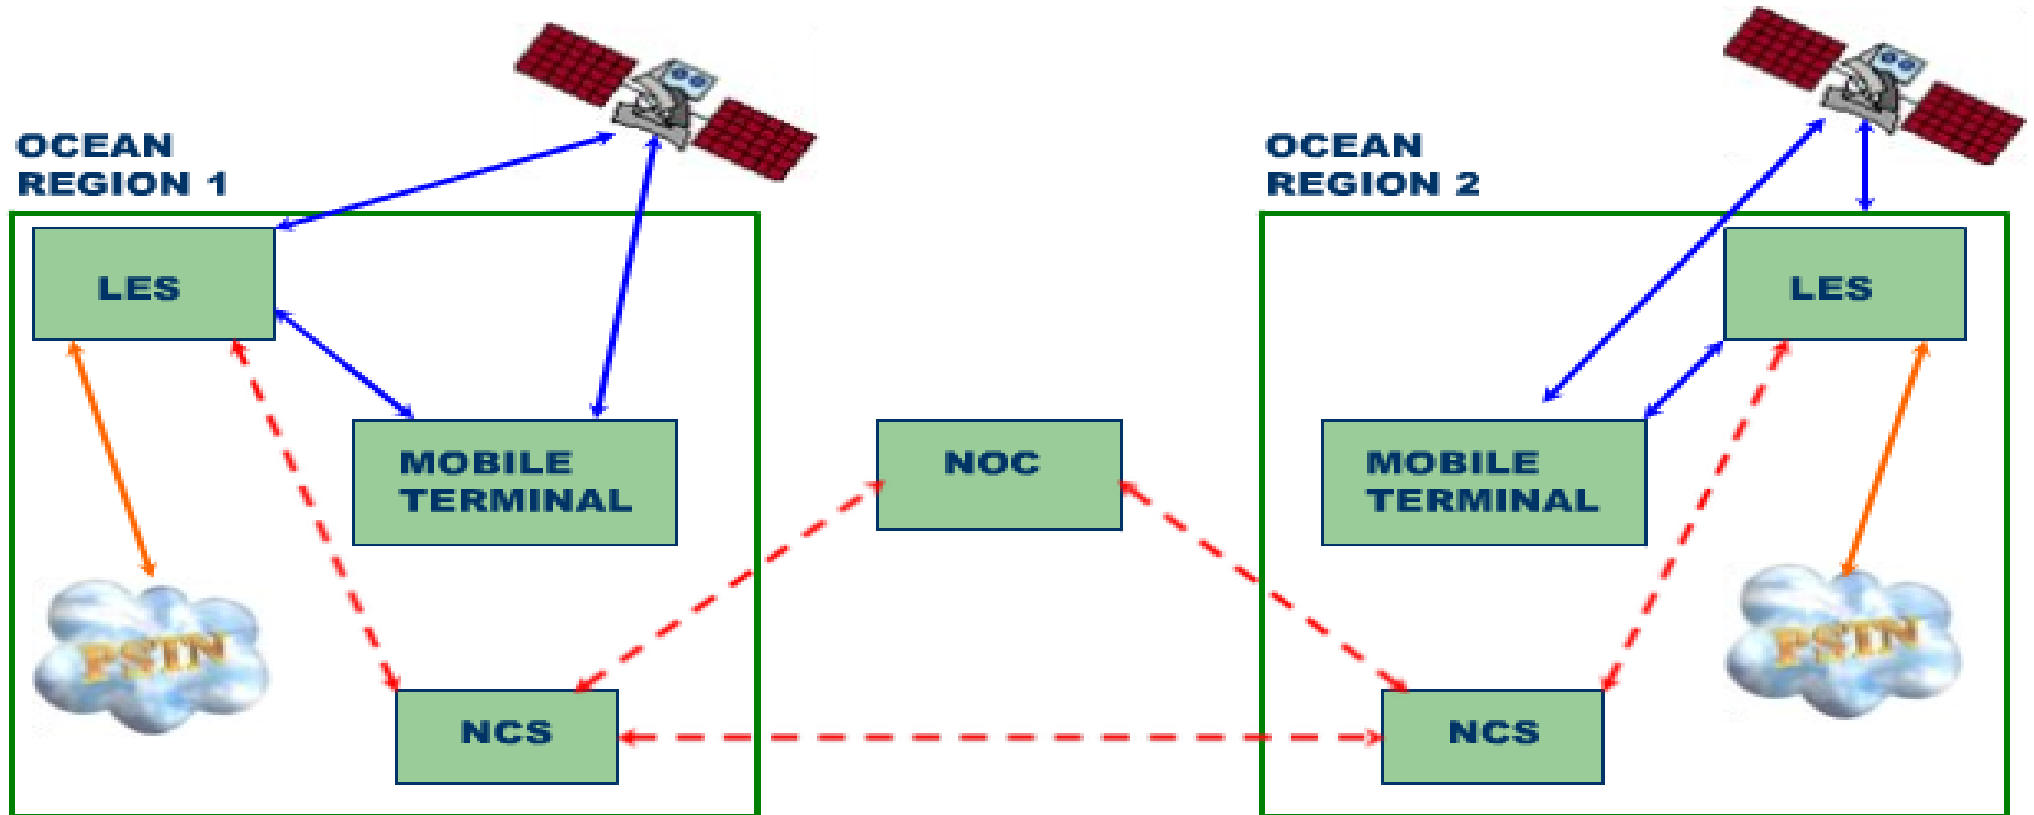 OCEAN
REGION 1
OCEAN
REGION 2
LES
LES
MOBILE
TERMINAL
NOC
MOBILE
TERMINAL
PSTN
PSTN
NCS
NCS